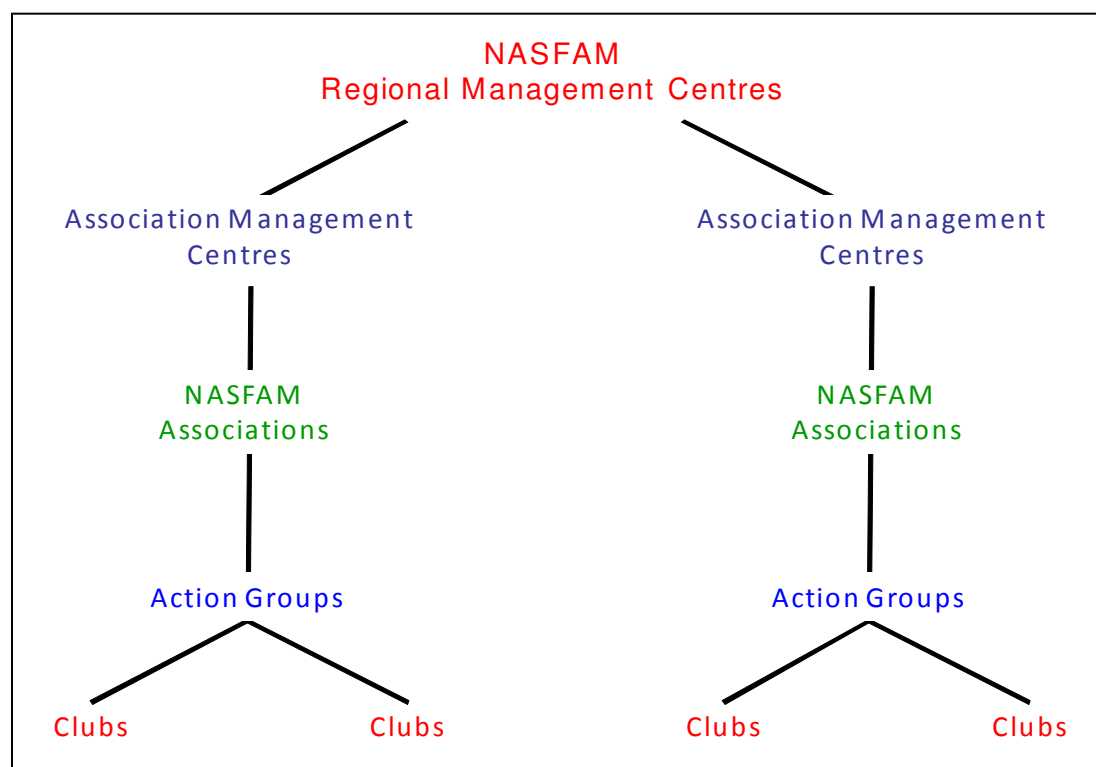 NASFAM
Regional Management Centres
Association Management
Centres
Association Management
Centres
NASFAM
Associations
NASFAM
Associations
Action Groups
Action Groups
Clubs
Clubs
Clubs
Clubs